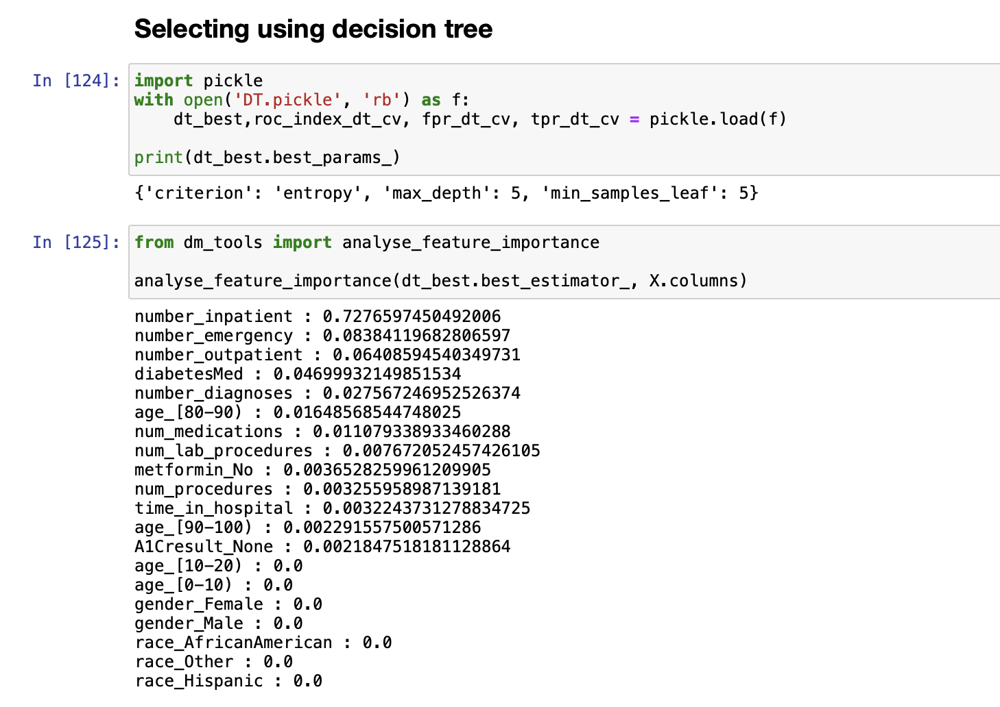 Selecting using decision tree
In [124]: import pickle
with open('DT.pickle', 'rb') as f:
    dt_best,roc_index_dt_cv, fpr_dt_cv, tpr_dt_cv = pickle.load(f)
print(dt_best.best_params_)
{'criterion': 'entropy', 'max_depth': 5, 'min_samples_leaf': 5}
In [125]: from dm_tools import analyse_feature_importance
analyse_feature_importance(dt_best.best_estimator_, X.columns)
number_inpatient : 0.7276597450492006
number_emergency : 0.08384119682806597
number_outpatient : 0.06408594540349731
diabetesMed : 0.04699932149851534
number_diagnoses : 0.027567246952526374
age_[80-90) : 0.01648568544748025
num_medications : 0.011079338933460288
num_lab_procedures : 0.007672052457426105
metformin_No : 0.0036528259961209905
num_procedures : 0.003255958987139181
time_in_hospital : 0.0032243731278834725
age_[90-100) : 0.002291557500571286
A1Cresult_None : 0.0021847518181128864
age_[10-20) : 0.0
age_[0-10) : 0.0
gender_Female : 0.0
gender_Male : 0.0
race_AfricanAmerican : 0.0
race_Other : 0.0
race_Hispanic : 0.0